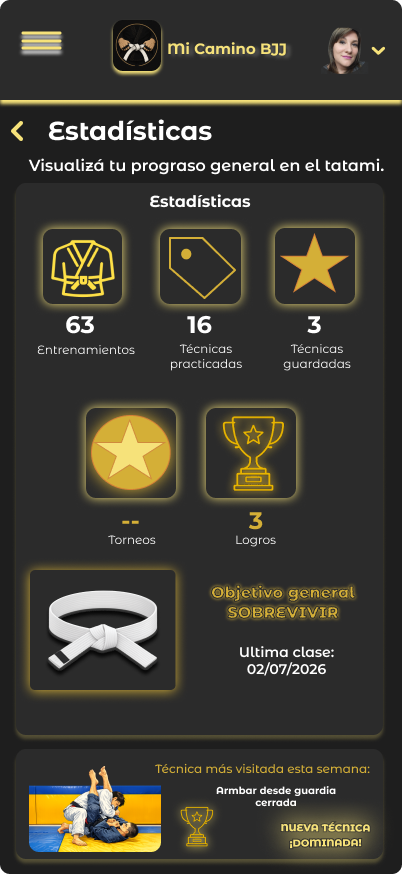 Mi Camino BJJ
Estadísticas
Visualizá tu prograso general en el tatami.
Estadísticas
63
16
3
Entrenamientos
Técnicas
practicadas
Técnicas
guardadas
--
3
Torneos
Logros
Objetivo general
SOBREVIVIR
Ultima clase:
02/07/2026
Técnica más visitada esta semana:
Armbar desde guardia
cerrada
NUEVA TÉCNICA
¡DOMINADA!